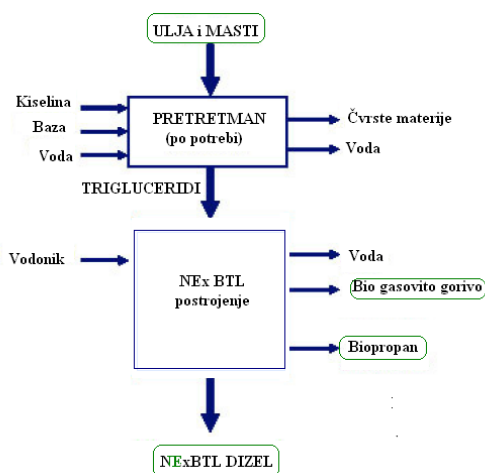 ULJA i MASTI
Kiselina
Baza
Voda
PRETRETMAN
(po potrebi)
Čvrste materije
Voda
TRIGLUCERIDI
Vodonik
NEx BTL
postrojenje
Voda
Bio gasovito gorivo
Biopropan
NExBTL DIZEL